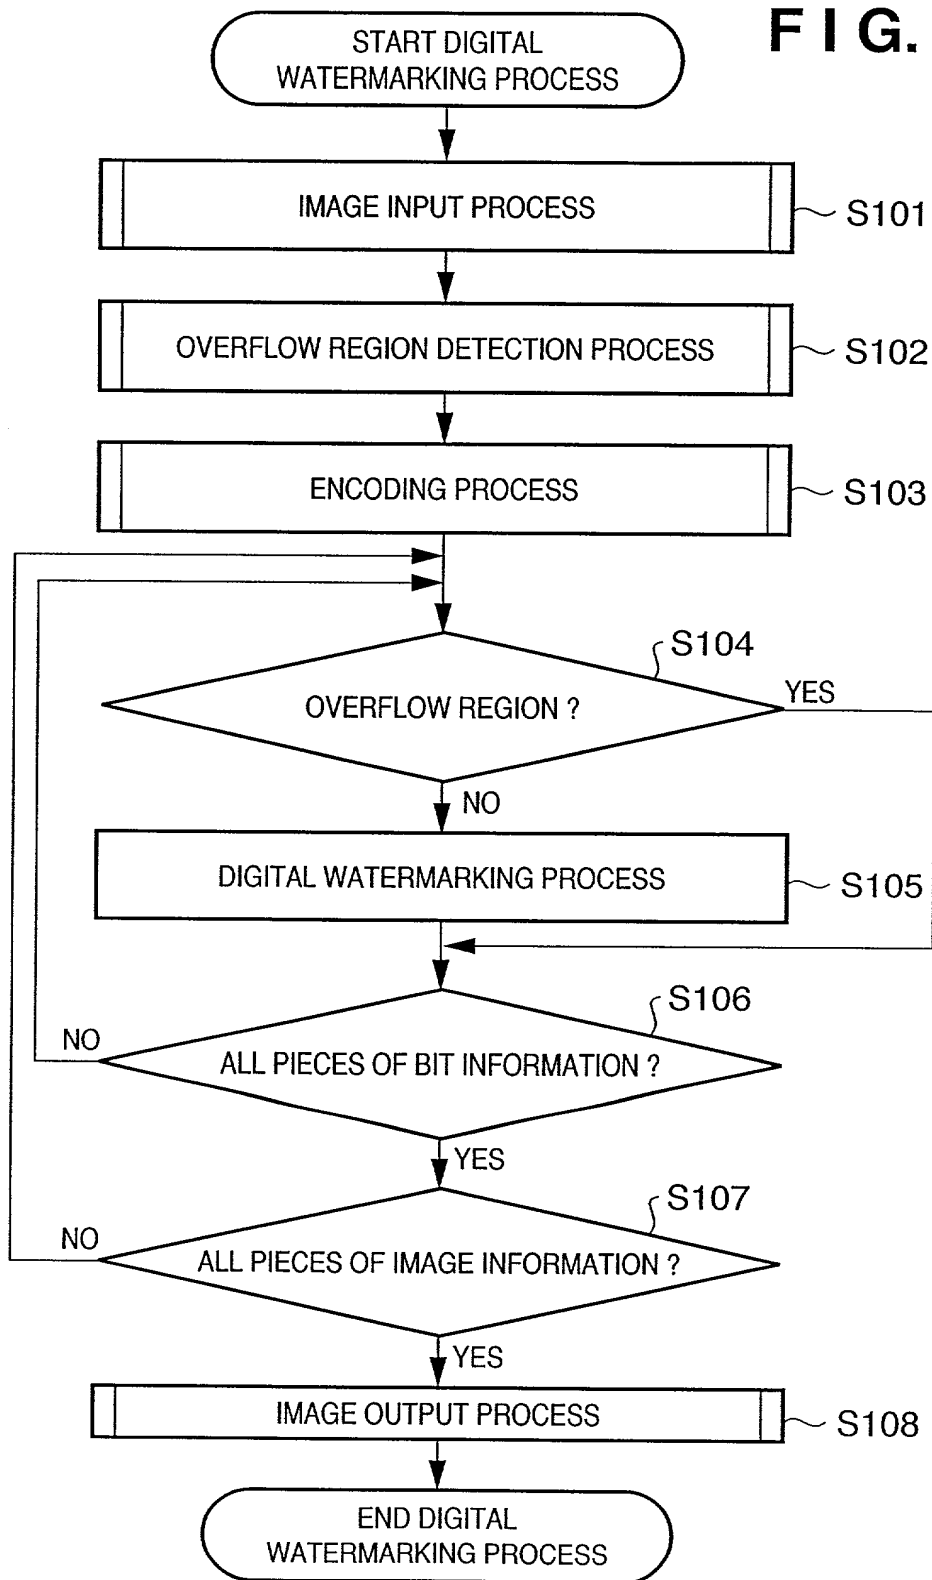 FIG.
START DIGITAL
WATERMARKING PROCESS
IMAGE INPUT PROCESS
S101
OVERFLOW REGION DETECTION PROCESS
S102
ENCODING PROCESS
S103
S104
OVERFLOW REGION ?
YES
NO
DIGITAL WATERMARKING PROCESS
S105
S106
NO
ALL PIECES OF BIT INFORMATION ?
YES
S107
NO
ALL PIECES OF IMAGE INFORMATION ?
YES
IMAGE OUTPUT PROCESS
S108
END DIGITAL
WATERMARKING PROCESS